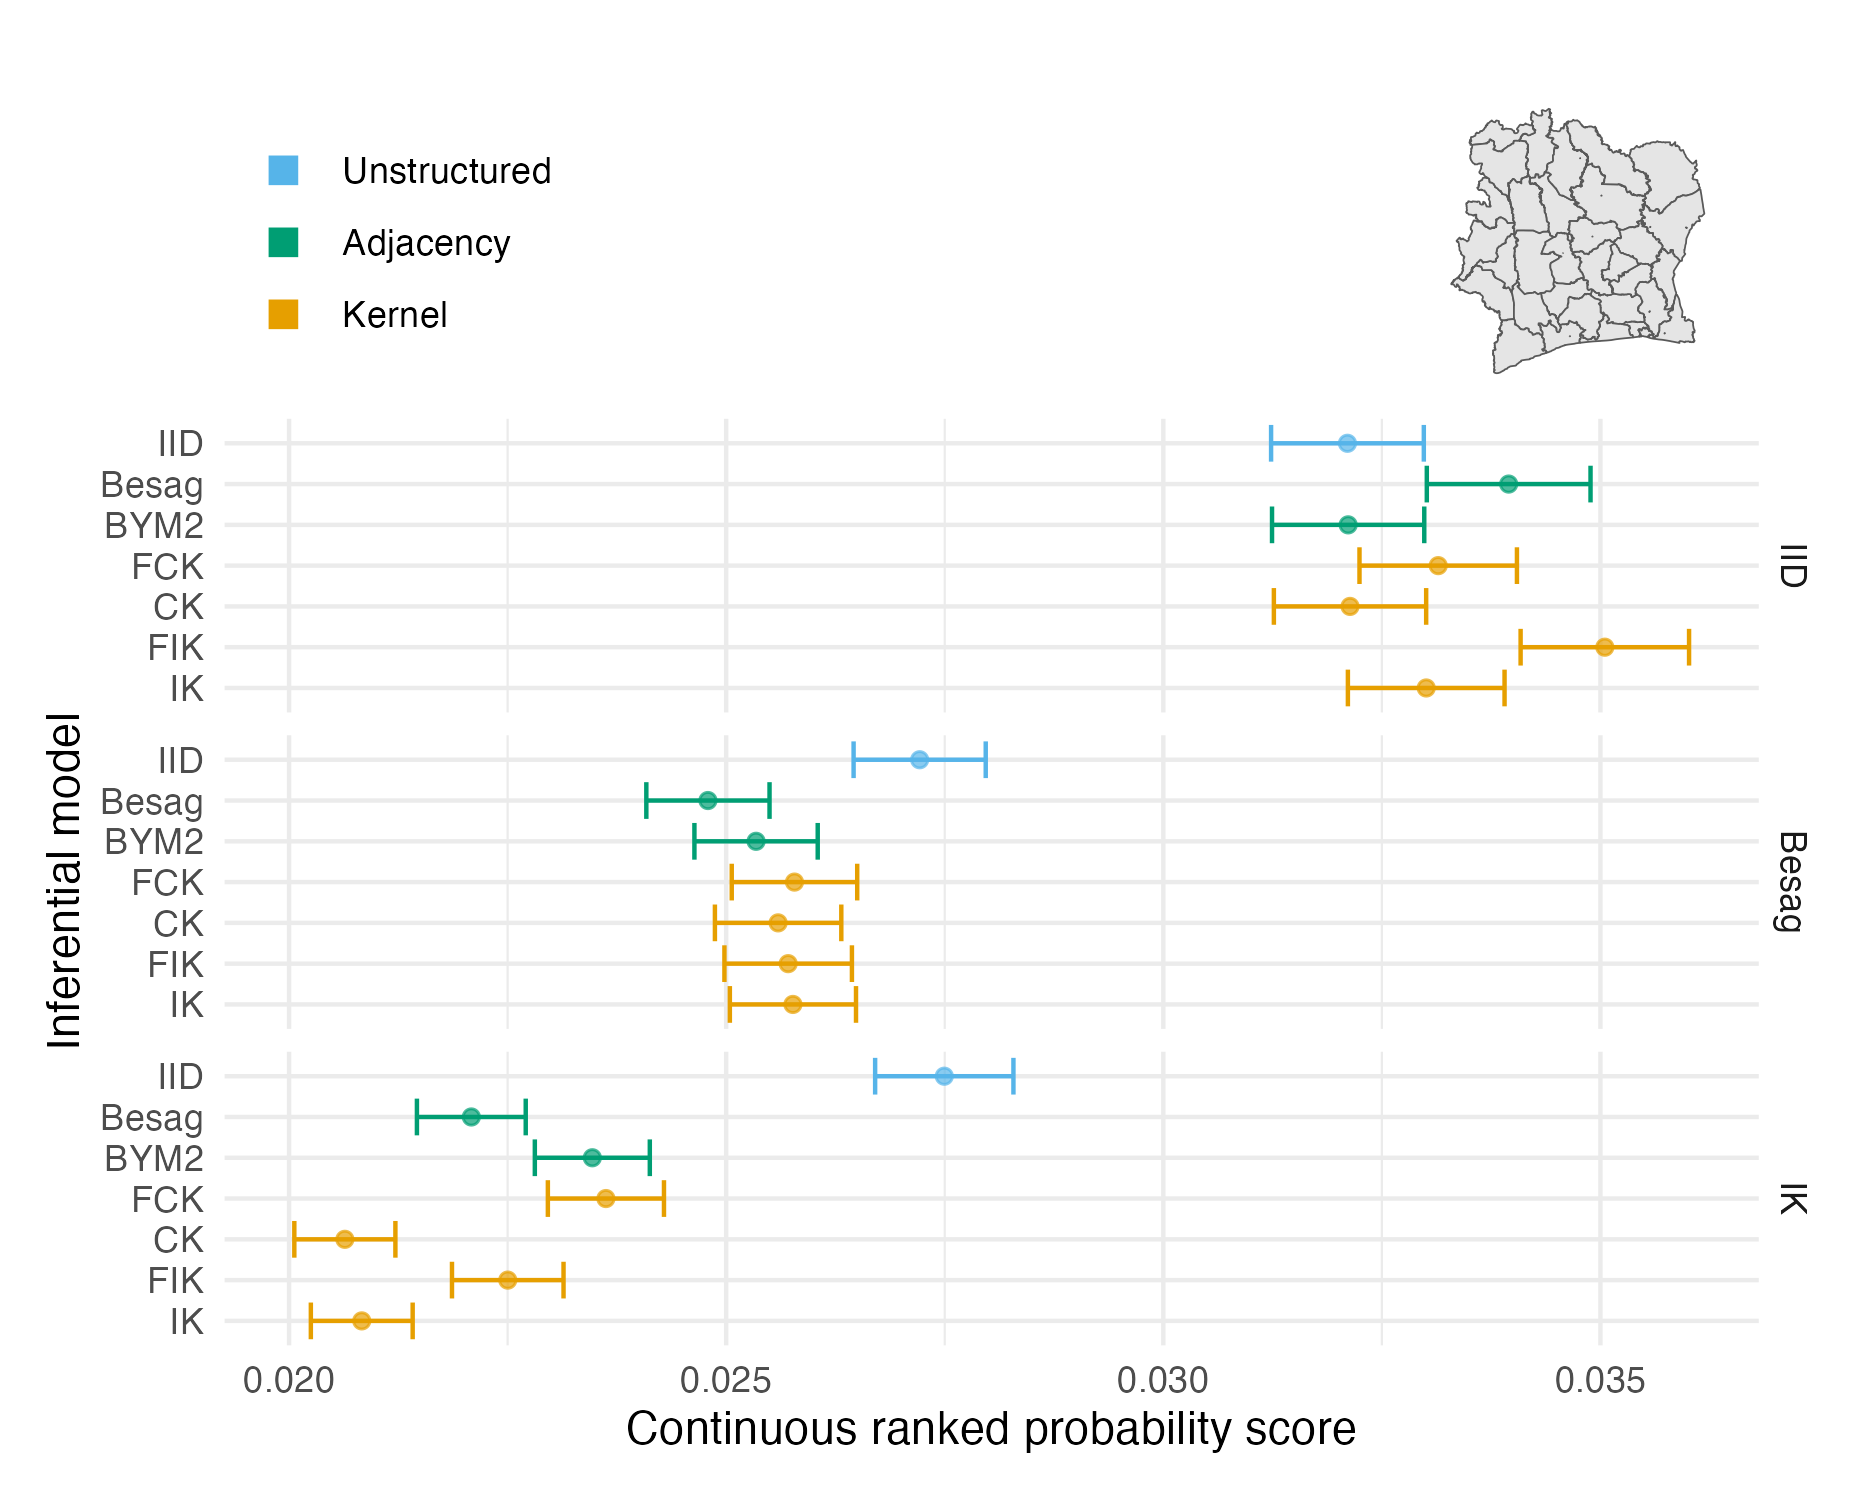 Unstructured
Adjacency
Kernel
Inferential model
IID
Besag
BYM2
FCK
CK
FIK
IK
IID
IID
Besag
BYM2
FCK
CK
FIK
IK
Besag
IID
Besag
BYM2
FCK
CK
FIK
IK
IK
0.020 0.025 0.030 0.035
Continuous ranked probability score